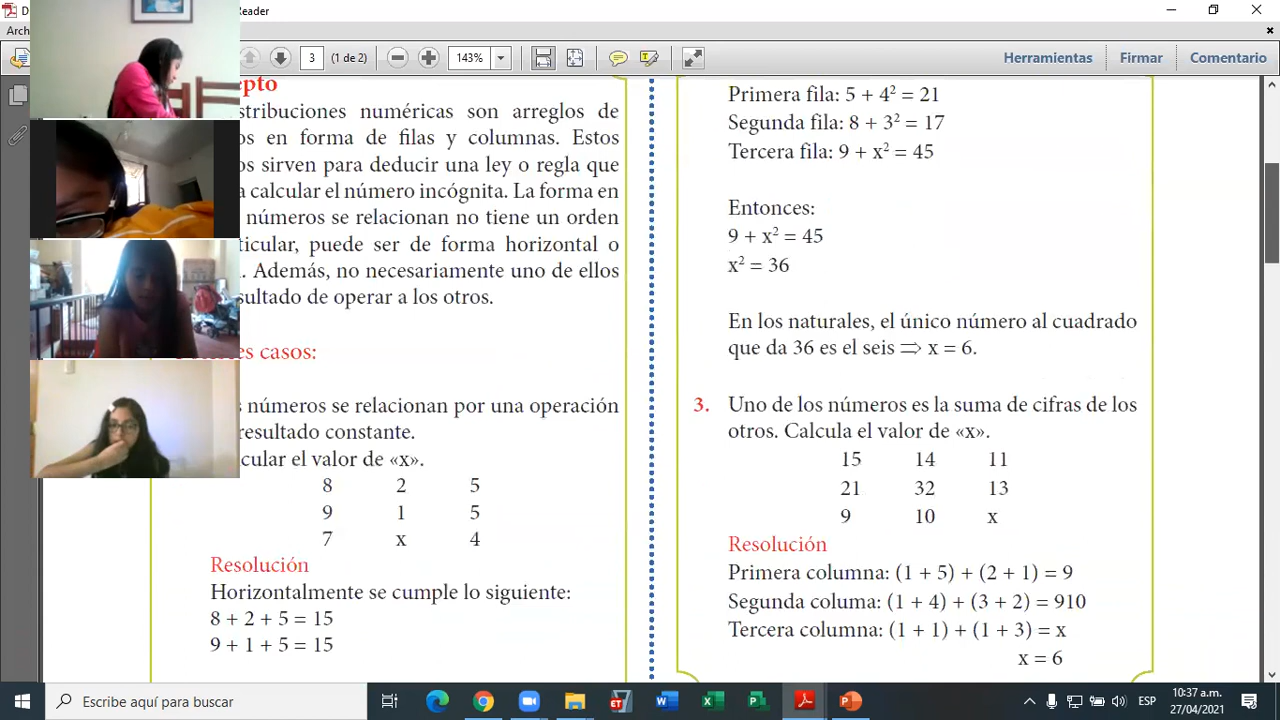 Reader
Arch
3 (1 de 2) 143% Herramientas Firmar Comentario
epto
stribuciones numéricas son arreglos de
os en forma de filas y columnas. Estos
os sirven para deducir una ley o regla que
a calcular el número incógnita. La forma en
números se relacionan no tiene un orden
ticular, puede ser de forma horizontal o
. Además, no necesariamente uno de ellos
sultado de operar a los otros.
es casos:
s números se relacionan por una operación
resultado constante.
cular el valor de «x».
8 2 5
9 1 5
7 x 4
Resolución
Horizontalmente se cumple lo siguiente:
8 + 2 + 5 = 15
9 + 1 + 5 = 15
Primera fila: 5 + 4² = 21
Segunda fila: 8 + 3² = 17
Tercera fila: 9 + x² = 45
Entonces:
9 + x² = 45
x² = 36
En los naturales, el único número al cuadrado
que da 36 es el seis ⇒ x = 6.
3. Uno de los números es la suma de cifras de los
otros. Calcula el valor de «x».
15 14 11
21 32 13
9 10 x
Resolución
Primera columna: (1 + 5) + (2 + 1) = 9
Segunda columa: (1 + 4) + (3 + 2) = 910
Tercera columna: (1 + 1) + (1 + 3) = x
x = 6
Escribe aquí para buscar
ESP
10:37 a.m.
27/04/2021